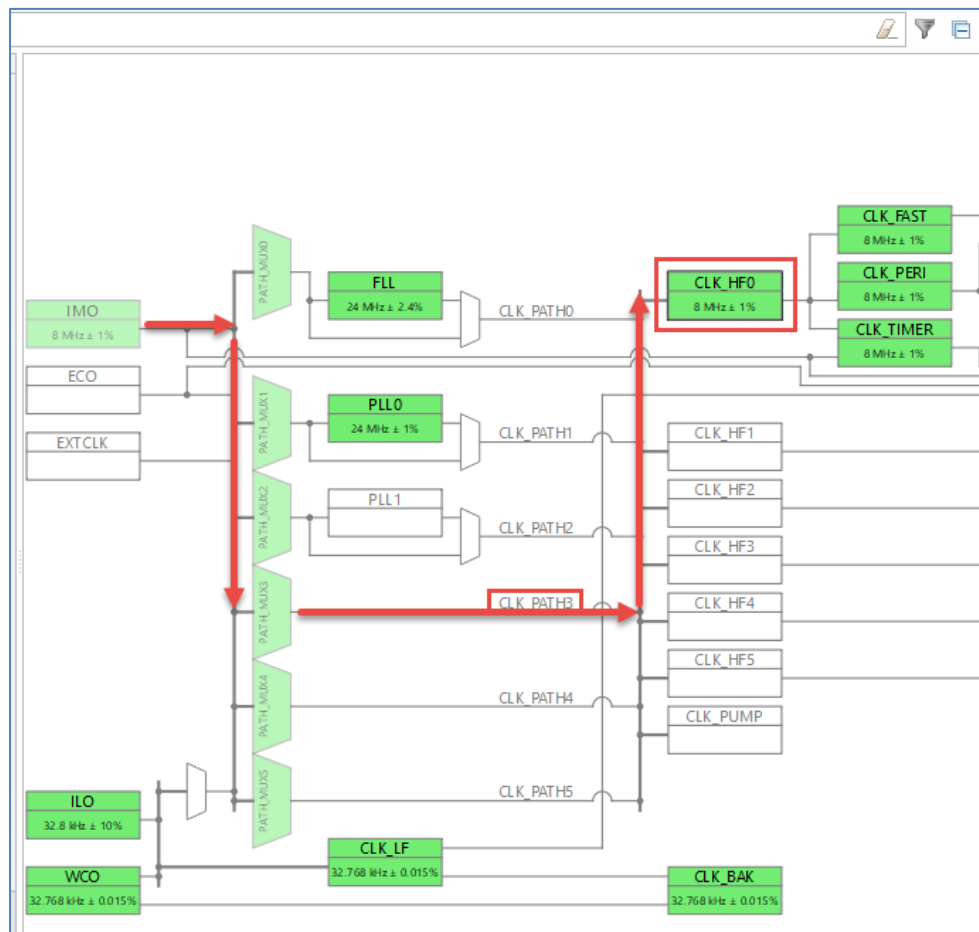 CLK_FAST
8 MHz ± 1%
PATH_MUX0
FLL
24 MHz ± 2.4%
CLK_PATH0
CLK_HF0
8 MHz ± 1%
CLK_PERI
8 MHz ± 1%
IMO
8 MHz ± 1%
CLK_TIMER
8 MHz ± 1%
ECO
PATH_MUX1
PLL0
24 MHz ± 1%
CLK_PATH1
CLK_HF1
EXTCLK
PATH_MUX2
PLL1
CLK_PATH2
CLK_HF2
CLK_HF3
PATH_MUX3
CLK_PATH3
CLK_HF4
CLK_HF5
PATH_MUX4
CLK_PATH4
CLK_PUMP
PATH_MUX5
CLK_PATH5
ILO
32.8 kHz ± 10%
CLK_LF
32.768 kHz ± 0.015%
WCO
32.768 kHz ± 0.015%
CLK_BAK
32.768 kHz ± 0.015%